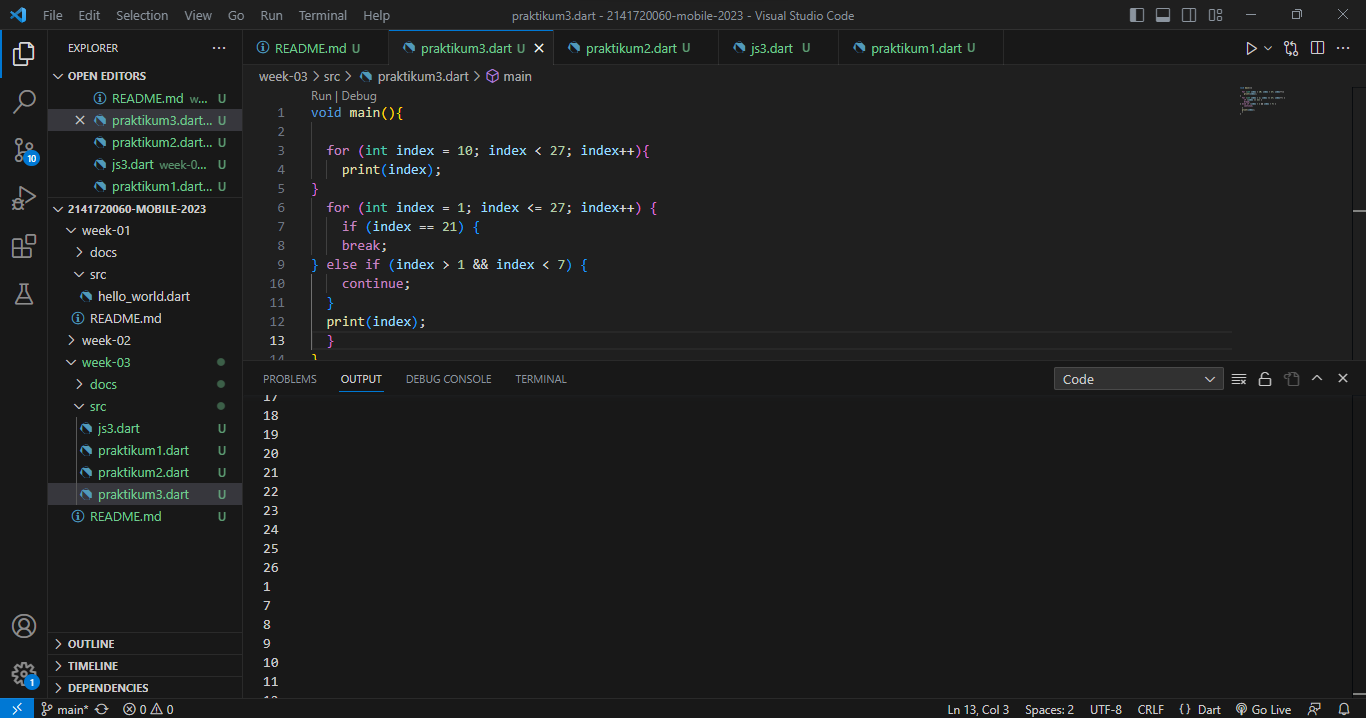 File Edit Selection View Go Run Terminal Help praktikum3.dart - 2141720060-mobile-2023 - Visual Studio Code
EXPLORER ···
OPEN EDITORS
README.md w... U
praktikum3.dart... U
praktikum2.dart... U
js3.dart week-0... U
praktikum1.dart... U
2141720060-MOBILE-2023
week-01
docs
src
hello_world.dart
README.md
week-02
week-03
docs
src
js3.dart U
praktikum1.dart U
praktikum2.dart U
praktikum3.dart U
README.md U
OUTLINE
TIMELINE
DEPENDENCIES
10
1
README.md U praktikum3.dart U praktikum2.dart U js3.dart U praktikum1.dart U
week-03 > src > praktikum3.dart > main
Run | Debug
1 void main(){
2
3 for (int index = 10; index < 27; index++){
4 print(index);
5 }
6 for (int index = 1; index <= 27; index++) {
7 if (index == 21) {
8 break;
9 } else if (index > 1 && index < 7) {
10 continue;
11 }
12 print(index);
13 }
14 }
PROBLEMS OUTPUT DEBUG CONSOLE TERMINAL Code
17
18
19
20
21
22
23
24
25
26
1
7
8
9
10
11
main* 0 0 Ln 13, Col 3 Spaces: 2 UTF-8 CRLF {} Dart Go Live